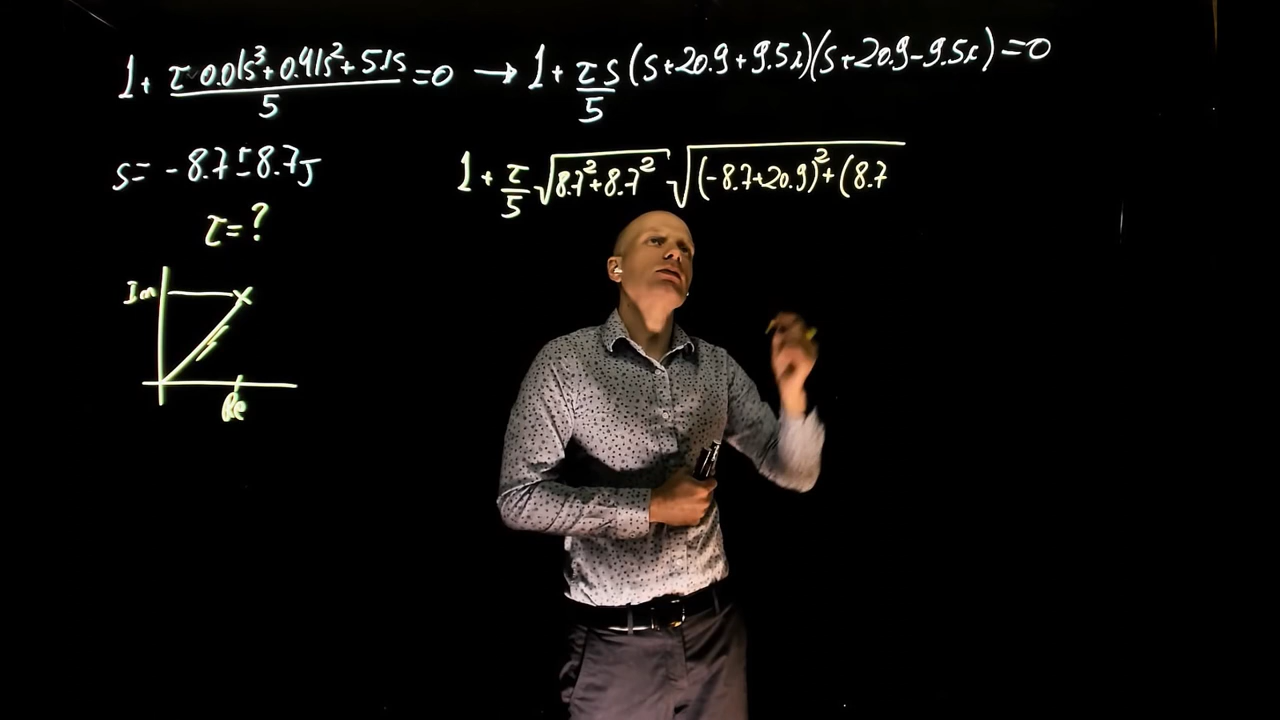 1 + τ 0.01s³+0.41s²+5.1s / 5 = 0 → 1 + τ/5 s (s+20.9+9.5i)(s+20.9-9.5i) = 0
s = -8.7 ± 8.7j
1 + τ/5 √8.7²+8.7² √(-8.7+20.9)²+(8.7
τ = ?
Im
Re